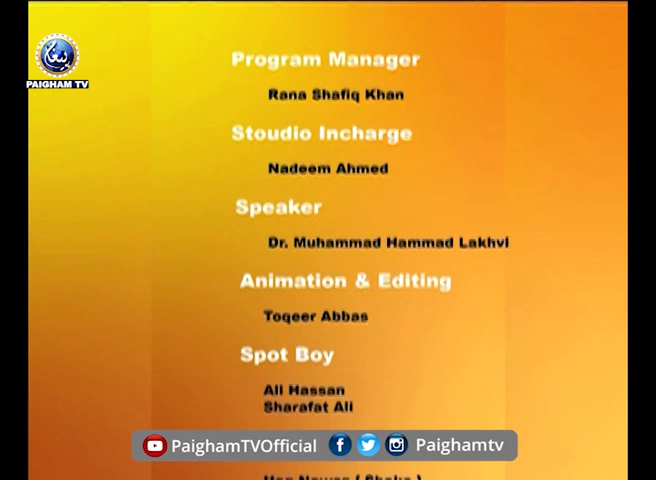 پیغام
PAIGHAM TV
Program Manager
Rana Shafiq Khan
Stoudio Incharge
Nadeem Ahmed
Speaker
Dr. Muhammad Hammad Lakhvi
Animation & Editing
Toqeer Abbas
Spot Boy
Ali Hassan
Sharafat Ali
PaighamTVOfficial
Paighamtv